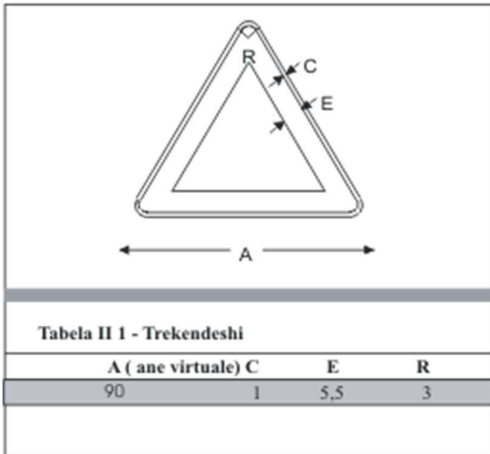 R
C
E
A
Tabela II 1 - Trekendeshi
A ( ane virtuale) C E R
90 1 5,5 3